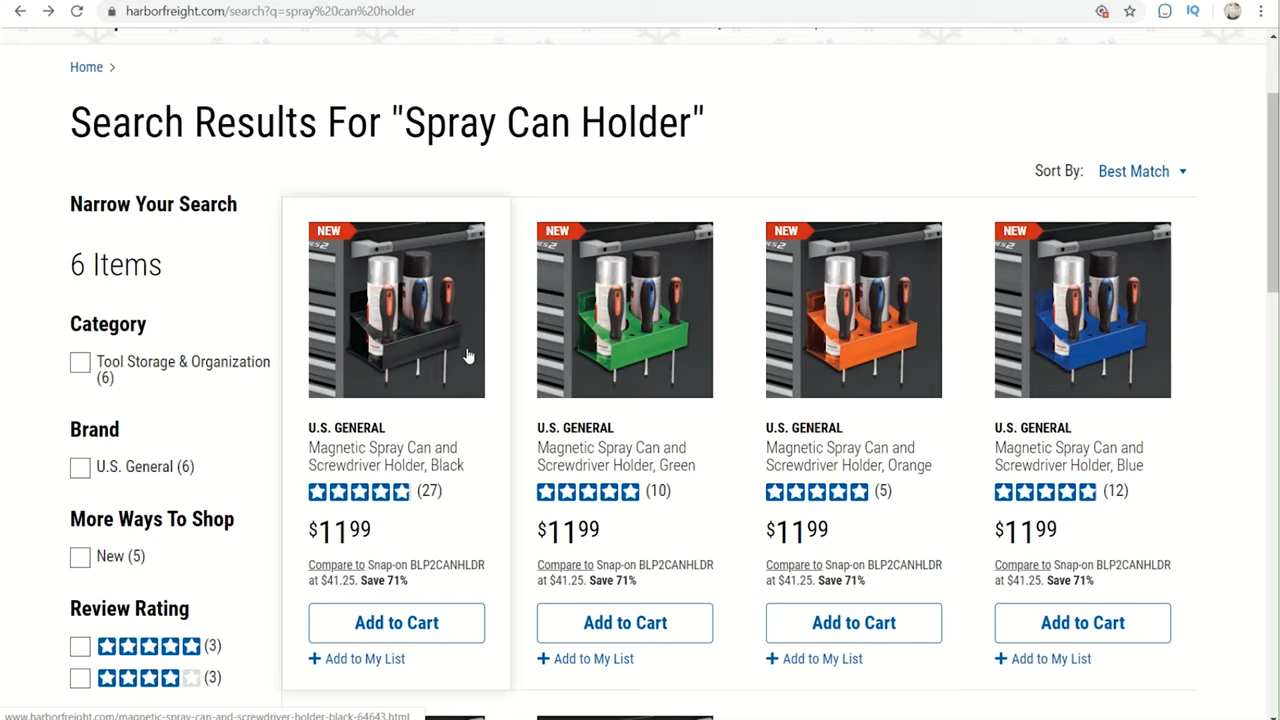 harborfreight.com/search?q=spray%20can%20holder
IQ
Home >
Search Results For "Spray Can Holder"
Sort By: Best Match
Narrow Your Search
6 Items
Category
Tool Storage & Organization
(6)
Brand
U.S. General (6)
More Ways To Shop
New (5)
Review Rating
(3)
(3)
NEW
U.S. GENERAL
Magnetic Spray Can and
Screwdriver Holder, Black
(27)
$11.99
Compare to Snap-on BLP2CANHLDR
at $41.25. Save 71%
Add to Cart
+ Add to My List
NEW
U.S. GENERAL
Magnetic Spray Can and
Screwdriver Holder, Green
(10)
$11.99
Compare to Snap-on BLP2CANHLDR
at $41.25. Save 71%
Add to Cart
+ Add to My List
NEW
U.S. GENERAL
Magnetic Spray Can and
Screwdriver Holder, Orange
(5)
$11.99
Compare to Snap-on BLP2CANHLDR
at $41.25. Save 71%
Add to Cart
+ Add to My List
NEW
U.S. GENERAL
Magnetic Spray Can and
Screwdriver Holder, Blue
(12)
$11.99
Compare to Snap-on BLP2CANHLDR
at $41.25. Save 71%
Add to Cart
+ Add to My List
www.harborfreight.com/magnetic-spray-can-and-screwdriver-holder-black-64643.html